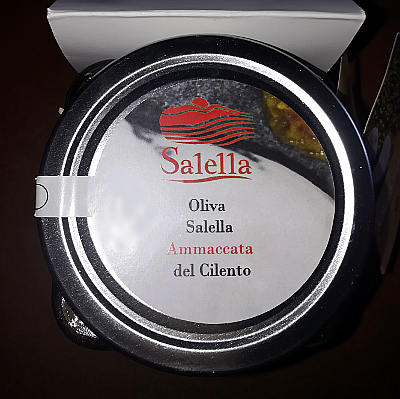 Salella
Oliva
Salella
Ammaccata
del Cilento